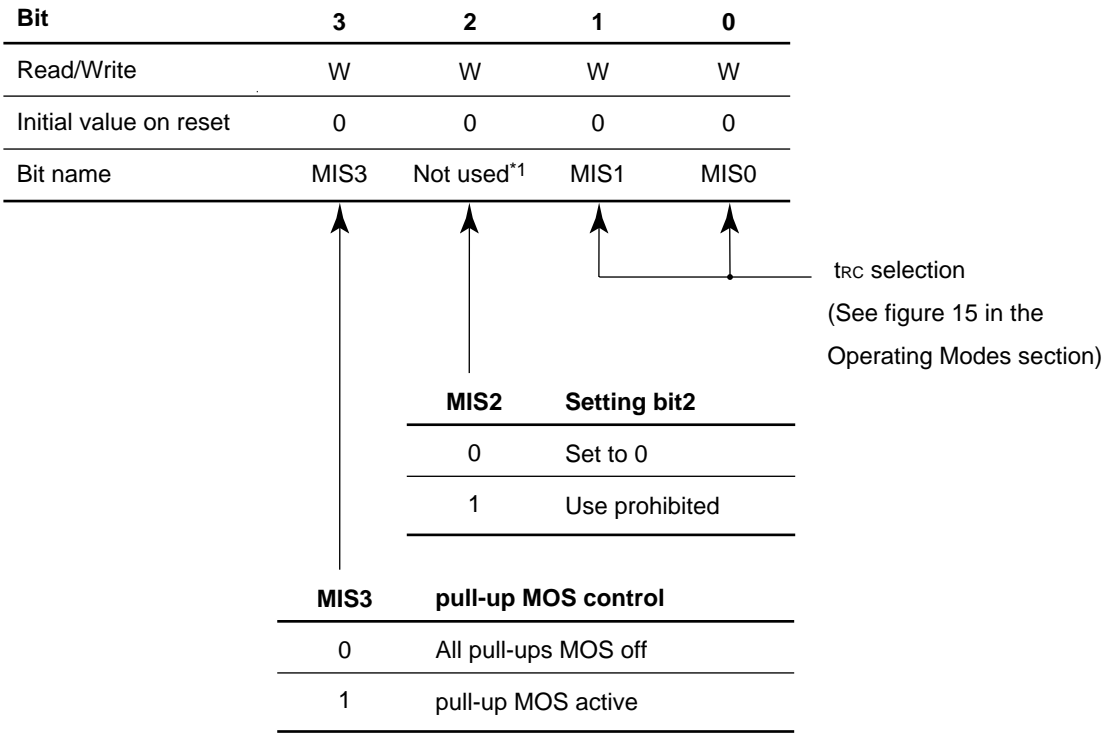 Bit 3 2 1 0
Read/Write W W W W
Initial value on reset 0 0 0 0
Bit name MIS3 Not used*1 MIS1 MIS0
tRC selection
(See figure 15 in the
Operating Modes section)
MIS2 Setting bit2
0 Set to 0
1 Use prohibited
MIS3 pull-up MOS control
0 All pull-ups MOS off
1 pull-up MOS active